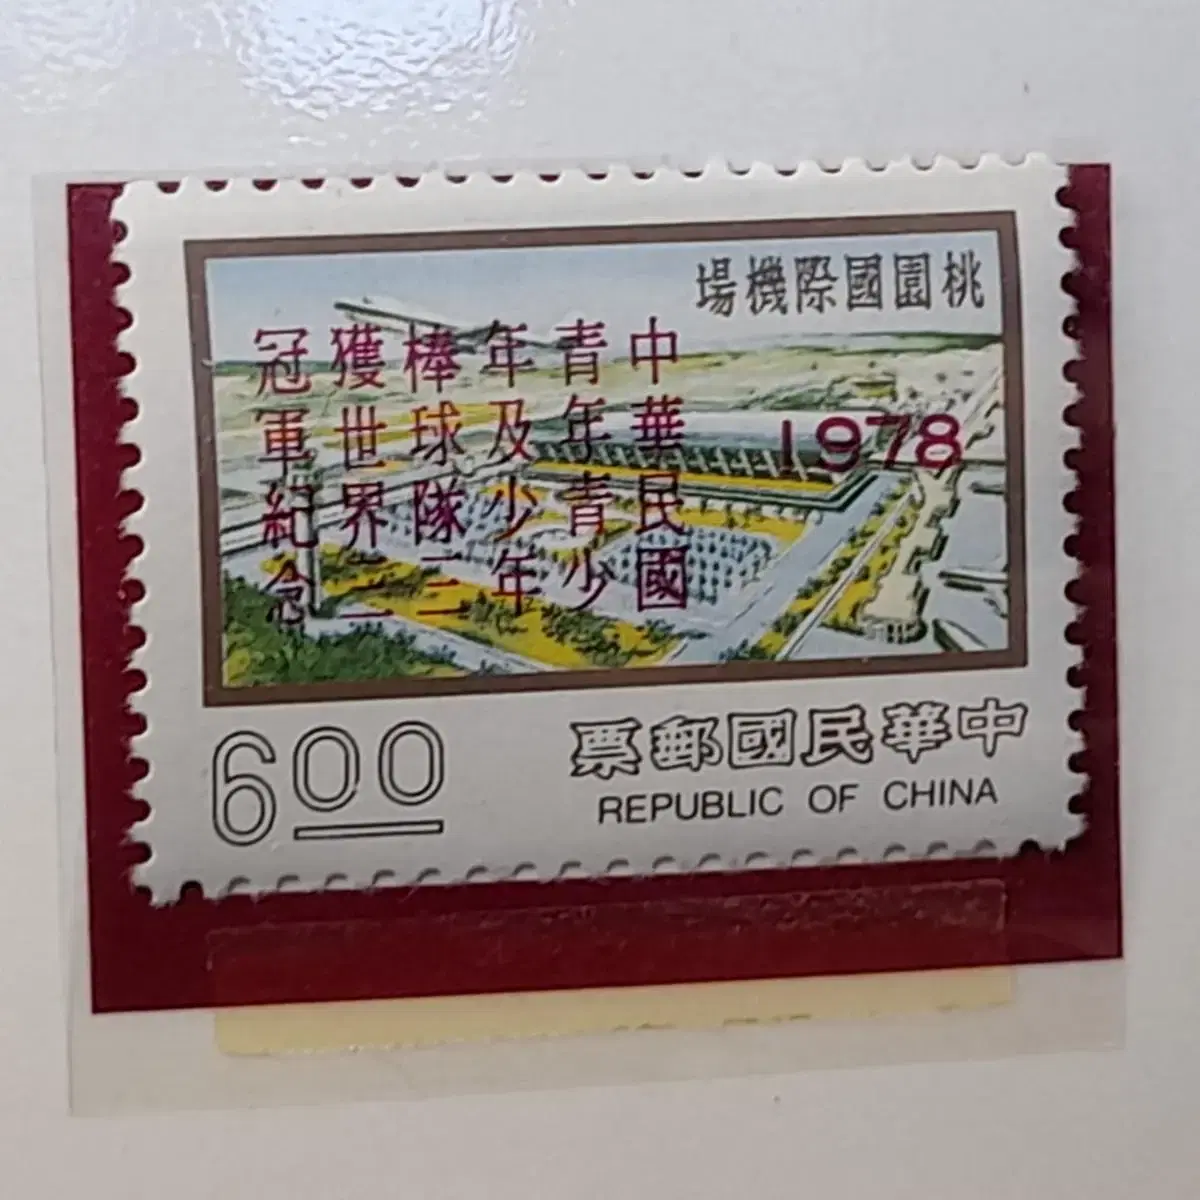 桃園國際機場
1978
中華民國
青年青少
年及少年
棒球隊三
獲世界二
冠軍紀念
6.00
中華民國郵票
REPUBLIC OF CHINA